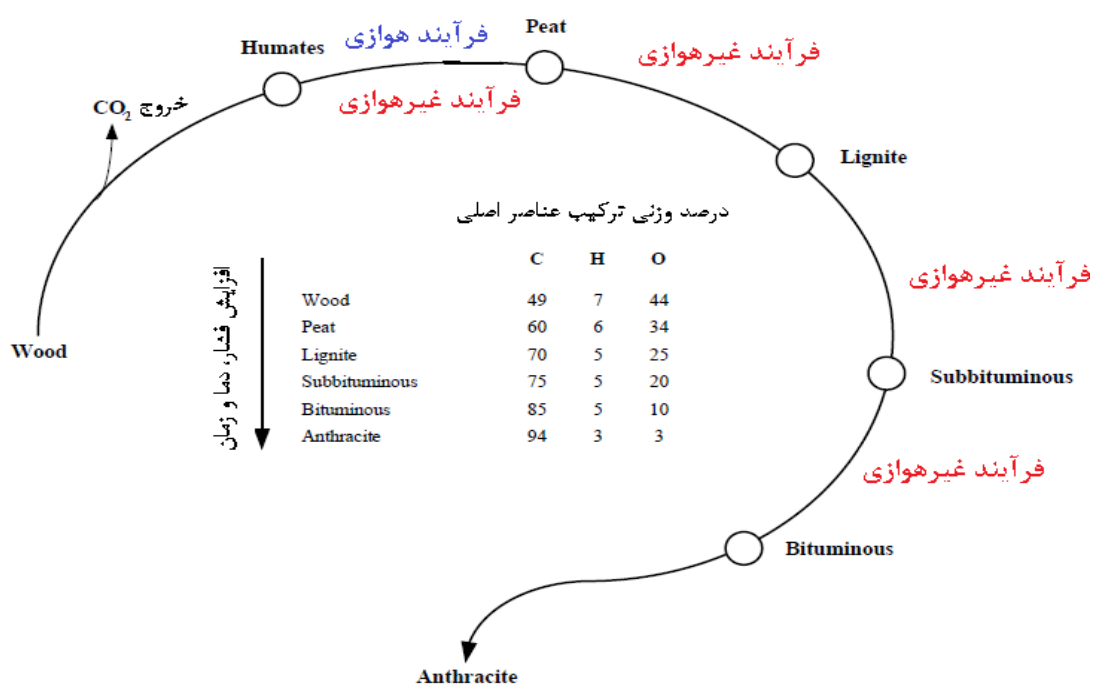 Peat
فرآیند هوازی
Humates
فرآیند غیرهوازی
فرآیند غیرهوازی
خروج CO2
Lignite
درصد وزنی ترکیب عناصر اصلی
C H O
Wood 49 7 44
Peat 60 6 34
Lignite 70 5 25
Subbituminous 75 5 20
Bituminous 85 5 10
Anthracite 94 3 3
افزایش فشار، دما و زمان
فرآیند غیرهوازی
Wood
Subbituminous
فرآیند غیرهوازی
Bituminous
Anthracite